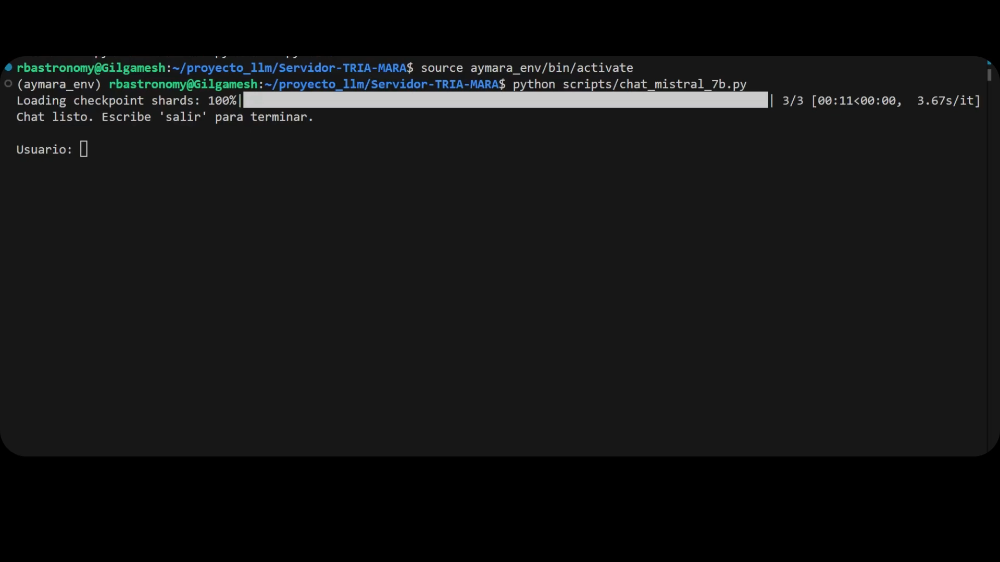 rbastronomy@Gilgamesh:~/proyecto_llm/Servidor-TRIA-MARA$ source aymara_env/bin/activate
(aymara_env) rbastronomy@Gilgamesh:~/proyecto_llm/Servidor-TRIA-MARA$ python scripts/chat_mistral_7b.py
Loading checkpoint shards: 100%|██████████| 3/3 [00:11<00:00,  3.67s/it]
Chat listo. Escribe 'salir' para terminar.
Usuario: